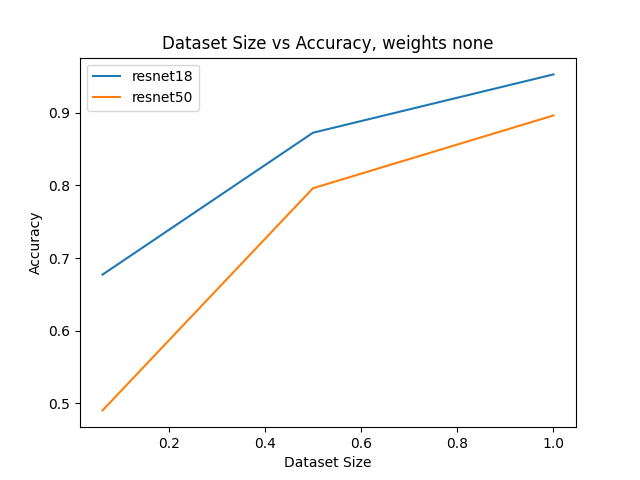 Dataset Size vs Accuracy, weights none
resnet18
resnet50
0.9
0.8
0.7
0.6
0.5
Accuracy
0.2
0.4
0.6
0.8
1.0
Dataset Size